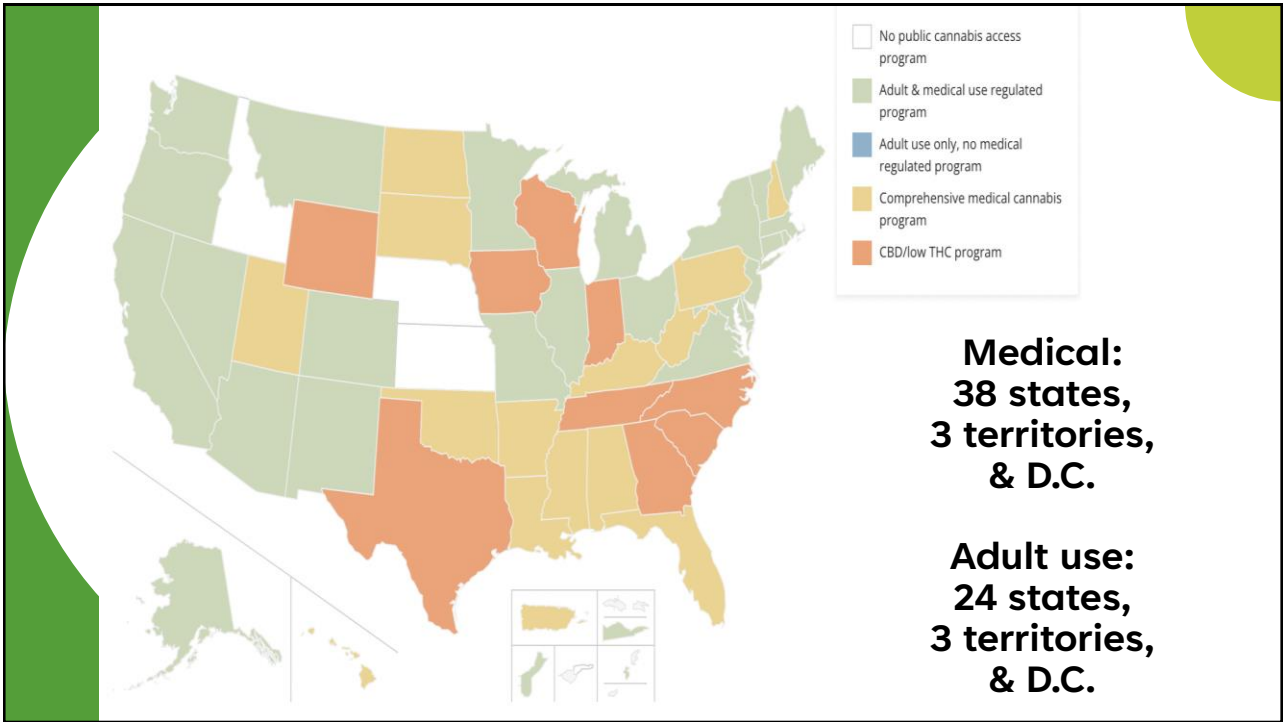 No public cannabis access
program
Adult & medical use regulated
program
Adult use only, no medical
regulated program
Comprehensive medical cannabis
program
CBD/low THC program
Medical:
38 states,
3 territories,
& D.C.
Adult use:
24 states,
3 territories,
& D.C.